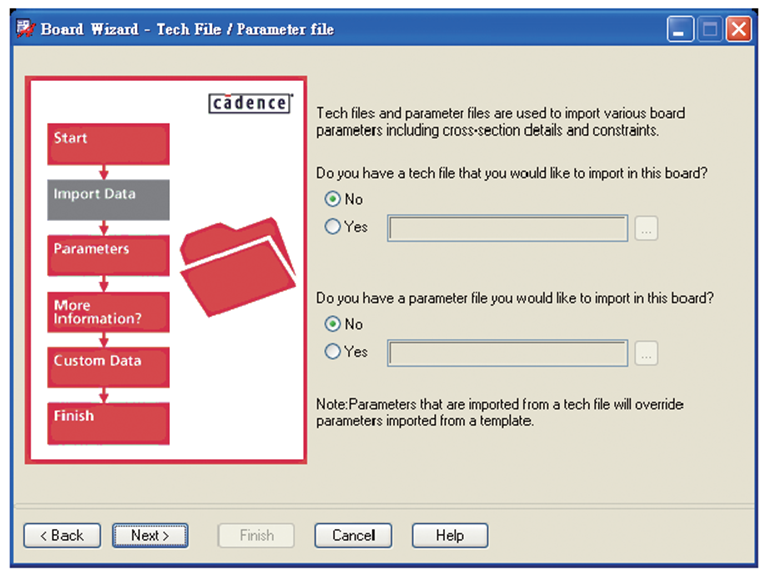 Board Wizard - Tech File / Parameter file
cādence
Start
Import Data
Parameters
More
Information?
Custom Data
Finish
Tech files and parameter files are used to import various board
parameters including cross-section details and constraints.
Do you have a tech file that you would like to import in this board?
No
Yes
...
Do you have a parameter file you would like to import in this board?
No
Yes
...
Note:Parameters that are imported from a tech file will override
parameters imported from a template.
< Back
Next >
Finish
Cancel
Help